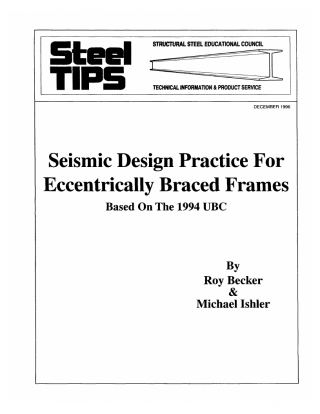 Steel
TIPS
STRUCTURAL STEEL EDUCATIONAL COUNCIL
TECHNICAL INFORMATION & PRODUCT SERVICE
DECEMBER 1996
Seismic Design Practice For
Eccentrically Braced Frames
Based On The 1994 UBC
By
Roy Becker
&
Michael Ishler